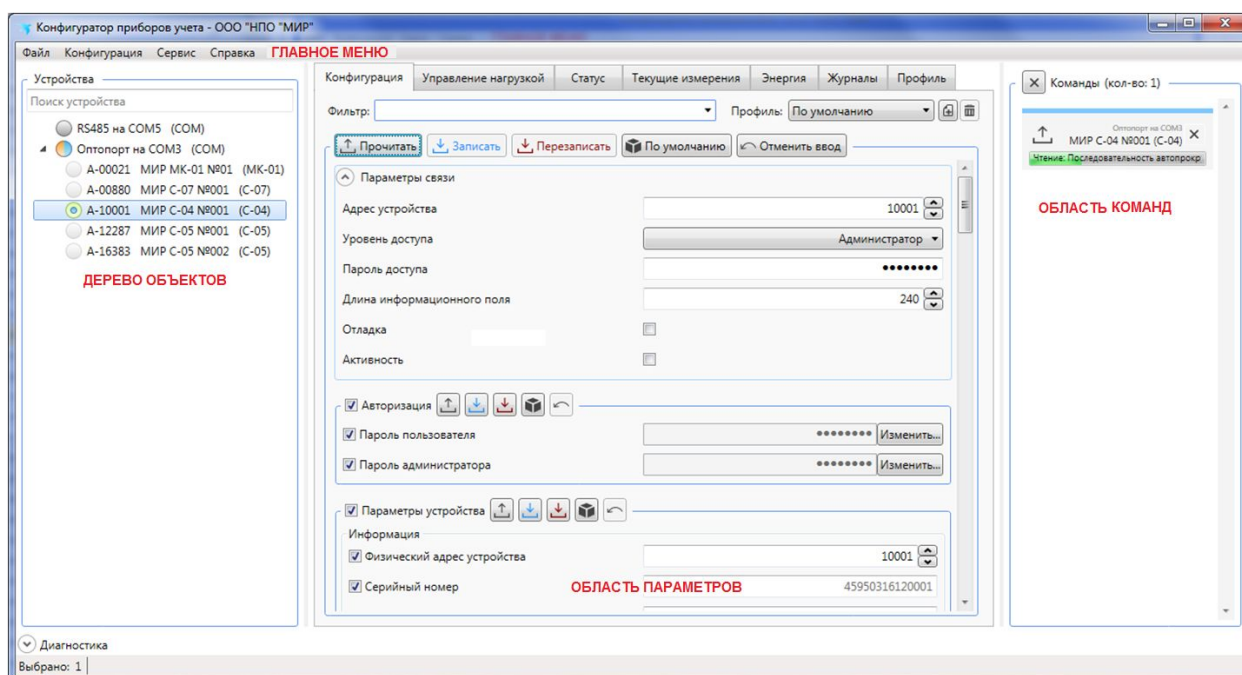 Конфигуратор приборов учета - ООО "НПО "МИР"
Файл Конфигурация Сервис Справка ГЛАВНОЕ МЕНЮ
Устройства
Поиск устройства
RS485 на COM5 (COM)
Оптопорт на COM3 (COM)
А-00021 МИР МК-01 №001 (МК-01)
А-00880 МИР С-07 №001 (С-07)
А-10001 МИР С-04 №001 (С-04)
А-12287 МИР С-05 №001 (С-05)
А-16383 МИР С-05 №002 (С-05)
ДЕРЕВО ОБЪЕКТОВ
Конфигурация Управление нагрузкой Статус Текущие измерения Энергия Журналы Профиль
Фильтр: Профиль: По умолчанию
Прочитать Записать Перезаписать По умолчанию Отменить ввод
Параметры связи
Адрес устройства 10001
Уровень доступа Администратор
Пароль доступа ●●●●●●●●
Длина информационного поля 240
Отладка
Активность
Авторизация
Пароль пользователя ●●●●●●●● Изменить...
Пароль администратора ●●●●●●●● Изменить...
Параметры устройства
Информация
Физический адрес устройства 10001
Серийный номер ОБЛАСТЬ ПАРАМЕТРОВ 45950316120001
Команды (кол-во: 1)
Оптопорт на COM3
МИР С-04 №001 (С-04)
Чтение: Последовательность автопрокр
ОБЛАСТЬ КОМАНД
Диагностика
Выбрано: 1